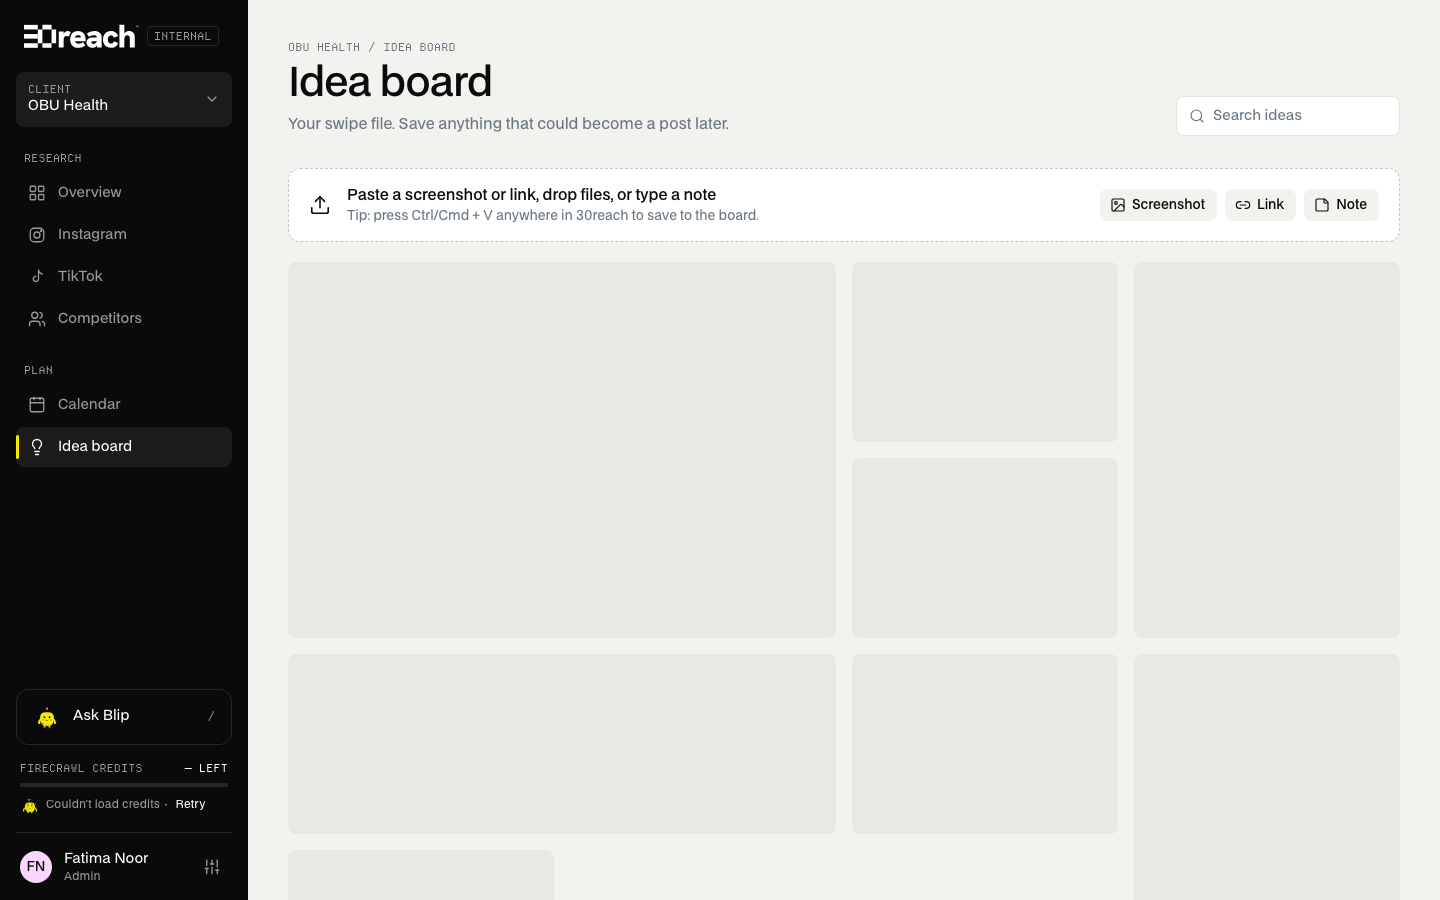 30reach
INTERNAL
CLIENT
OBU Health
RESEARCH
Overview
Instagram
TikTok
Competitors
PLAN
Calendar
Idea board
Ask Blip
/
FIRECRAWL CREDITS
— LEFT
Couldn't load credits · Retry
FN
Fatima Noor
Admin
OBU HEALTH / IDEA BOARD
Idea board
Your swipe file. Save anything that could become a post later.
Search ideas
Paste a screenshot or link, drop files, or type a note
Tip: press Ctrl/Cmd + V anywhere in 30reach to save to the board.
Screenshot
Link
Note